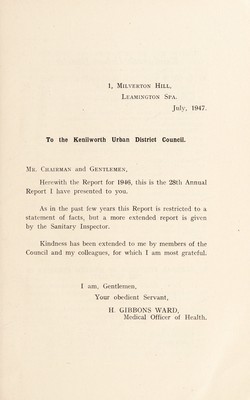 1, Milverton Hill,
Leamington Spa.
July, 1947.
To the Kenilworth Urban District Council.
Mr. Chairman and Gentlemen,
Herewith the Report for 1946, this is the 28th Annual
Report I have presented to you.
As in the past few years this Report is restricted to a
statement of facts, but a more extended report is given
by the Sanitary Inspector.
Kindness has been extended to me by members of the
Council and my colleagues, for which I am most grateful.
I am, Gentlemen,
Your obedient Servant,
H. GIBBONS WARD,
Medical Officer of Health.